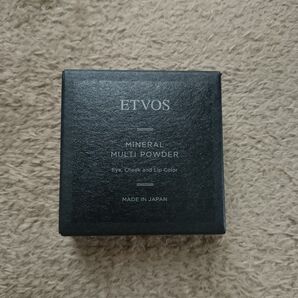 ETVOS
MINERAL
MULTI POWDER
Eye, Cheek and Lip Color
MADE IN JAPAN